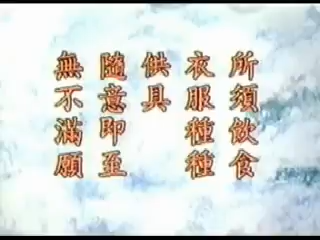 所須飲食
衣服種種
供具
隨意即至
無不滿願